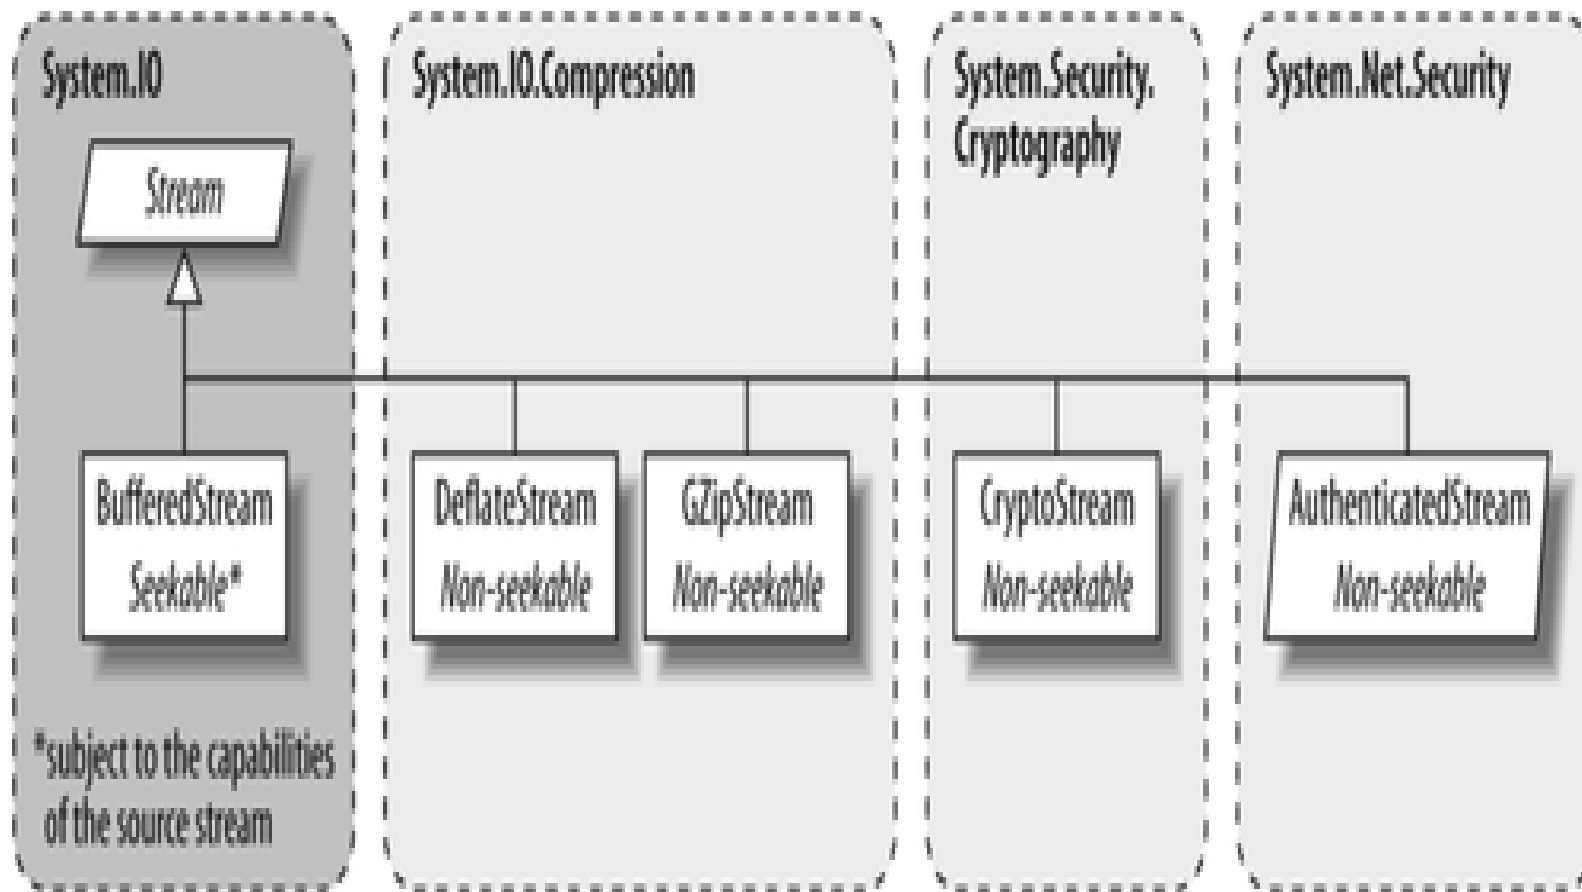 System.IO
Stream
BufferedStream
Seekable*
*subject to the capabilities
of the source stream
System.IO.Compression
DeflateStream
Non-seekable
GZipStream
Non-seekable
System.Security.
Cryptography
CryptoStream
Non-seekable
System.Net.Security
AuthenticatedStream
Non-seekable